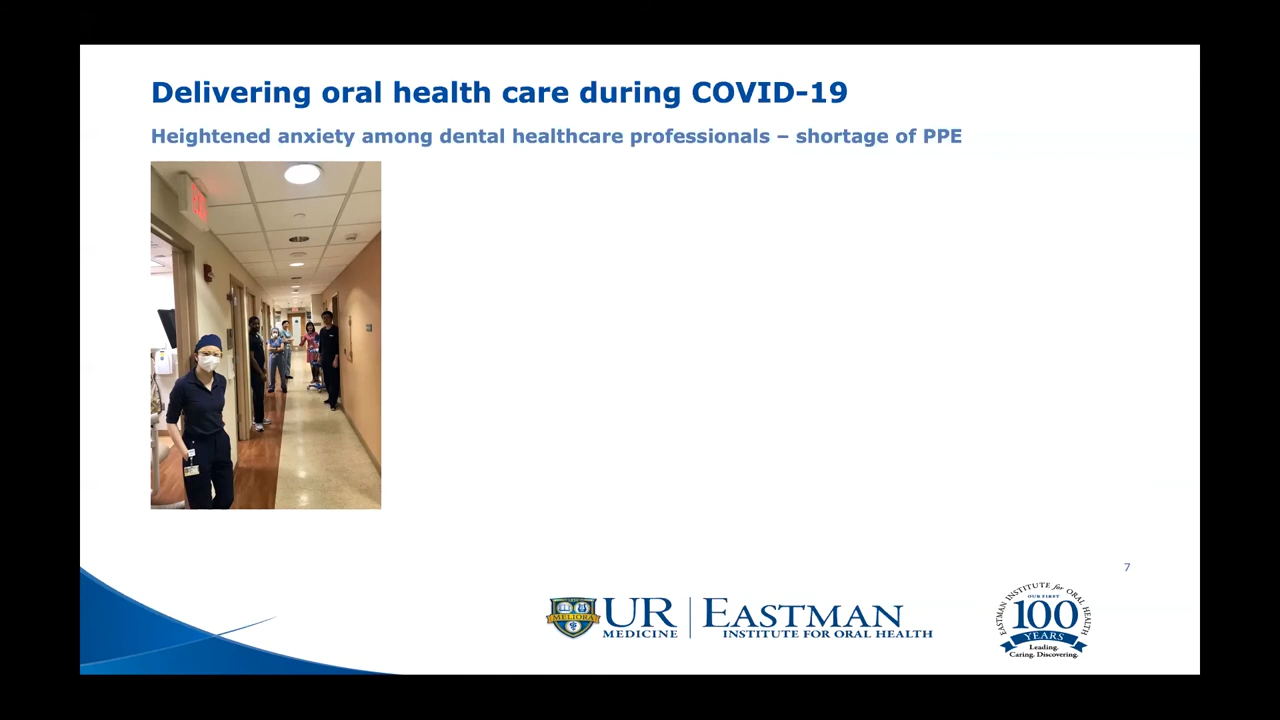 Delivering oral health care during COVID-19
Heightened anxiety among dental healthcare professionals – shortage of PPE
7
MELIORA
UR
MEDICINE
EASTMAN
INSTITUTE FOR ORAL HEALTH
EASTMAN INSTITUTE for ORAL HEALTH
OUR FIRST
100
YEARS
Leading.
Caring. Discovering.